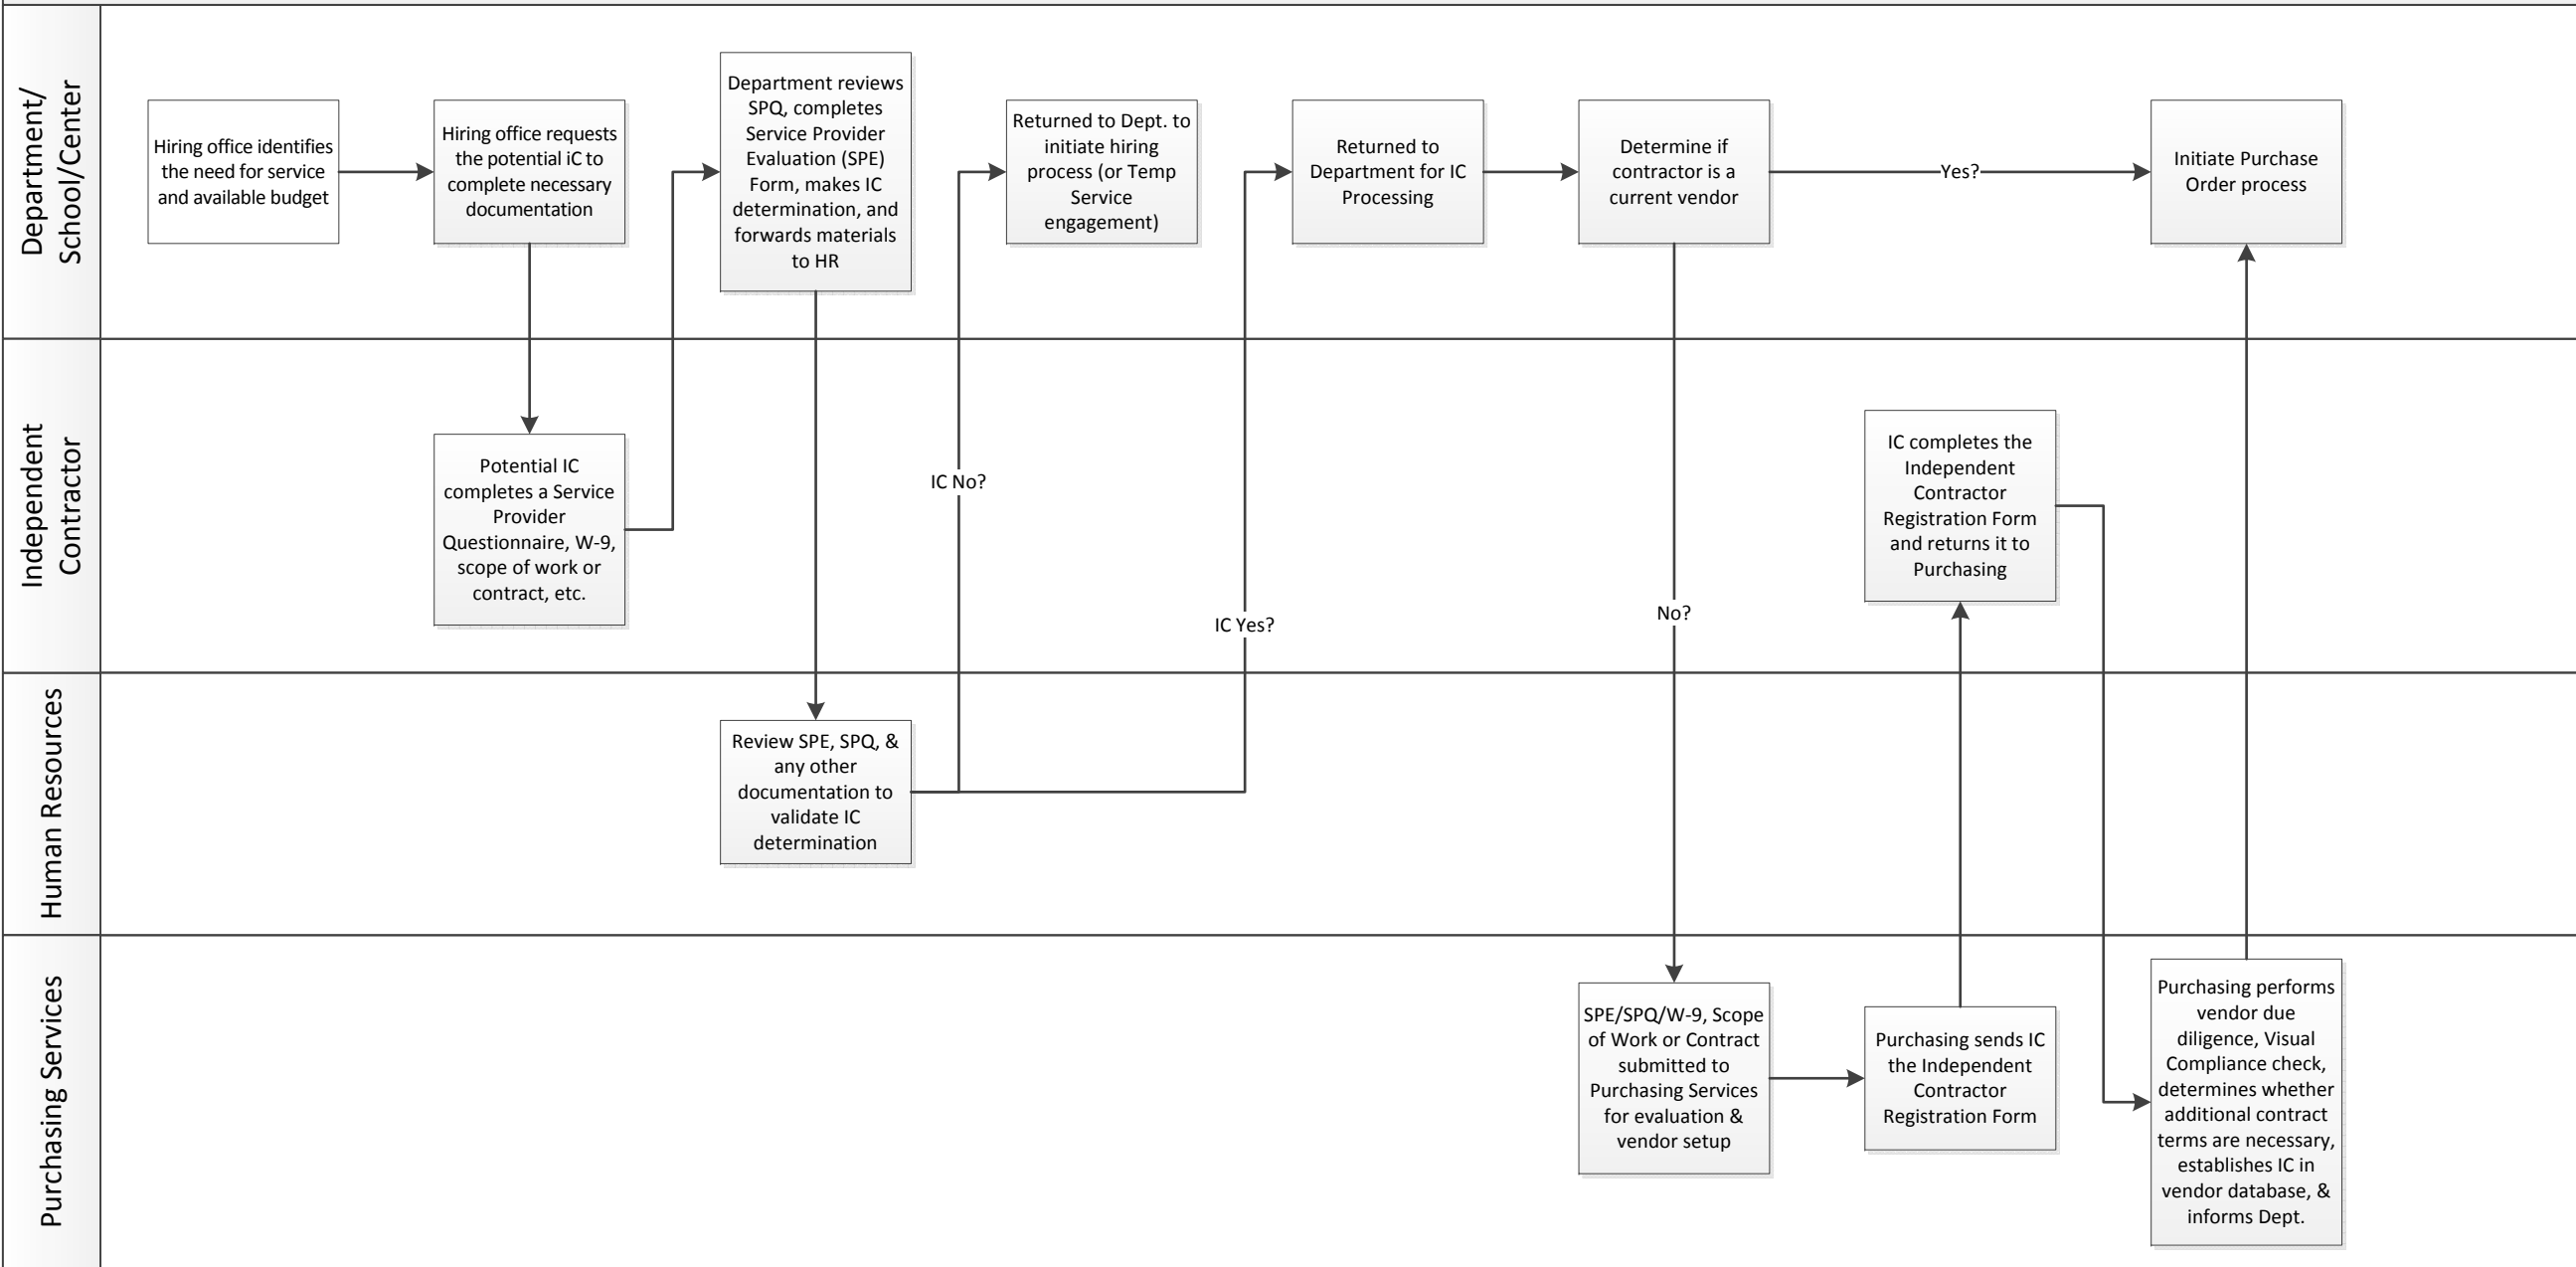 Department/
School/Center
Hiring office identifies
the need for service
and available budget
Hiring office requests
the potential iC to
complete necessary
documentation
Department reviews
SPQ, completes
Service Provider
Evaluation (SPE)
Form, makes IC
determination, and
forwards materials
to HR
Returned to Dept. to
initiate hiring
process (or Temp
Service
engagement)
Returned to
Department for IC
Processing
Determine if
contractor is a
current vendor
Yes?
Initiate Purchase
Order process
Independent
Contractor
Potential IC
completes a Service
Provider
Questionnaire, W-9,
scope of work or
contract, etc.
IC No?
IC Yes?
No?
IC completes the
Independent
Contractor
Registration Form
and returns it to
Purchasing
Human Resources
Review SPE, SPQ, &
any other
documentation to
validate IC
determination
Purchasing Services
SPE/SPQ/W-9, Scope
of Work or Contract
submitted to
Purchasing Services
for evaluation &
vendor setup
Purchasing sends IC
the Independent
Contractor
Registration Form
Purchasing performs
vendor due
diligence, Visual
Compliance check,
determines whether
additional contract
terms are necessary,
establishes IC in
vendor database, &
informs Dept.